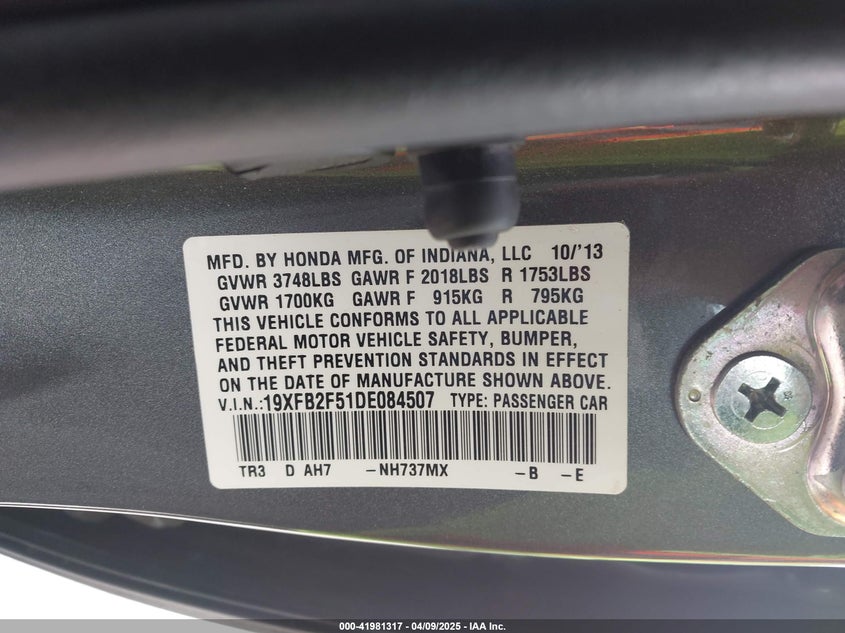 MFD. BY HONDA MFG. OF INDIANA, LLC 10/'13
GVWR 3748LBS GAWR F 2018LBS R 1753LBS
GVWR 1700KG GAWR F 915KG R 795KG
THIS VEHICLE CONFORMS TO ALL APPLICABLE
FEDERAL MOTOR VEHICLE SAFETY, BUMPER,
AND THEFT PREVENTION STANDARDS IN EFFECT
ON THE DATE OF MANUFACTURE SHOWN ABOVE.
V.I.N.:19XFB2F51DE084507 TYPE: PASSENGER CAR
TR3 D AH7 -NH737MX -B -E
000-41981317 - 04/09/2025 - IAA Inc.